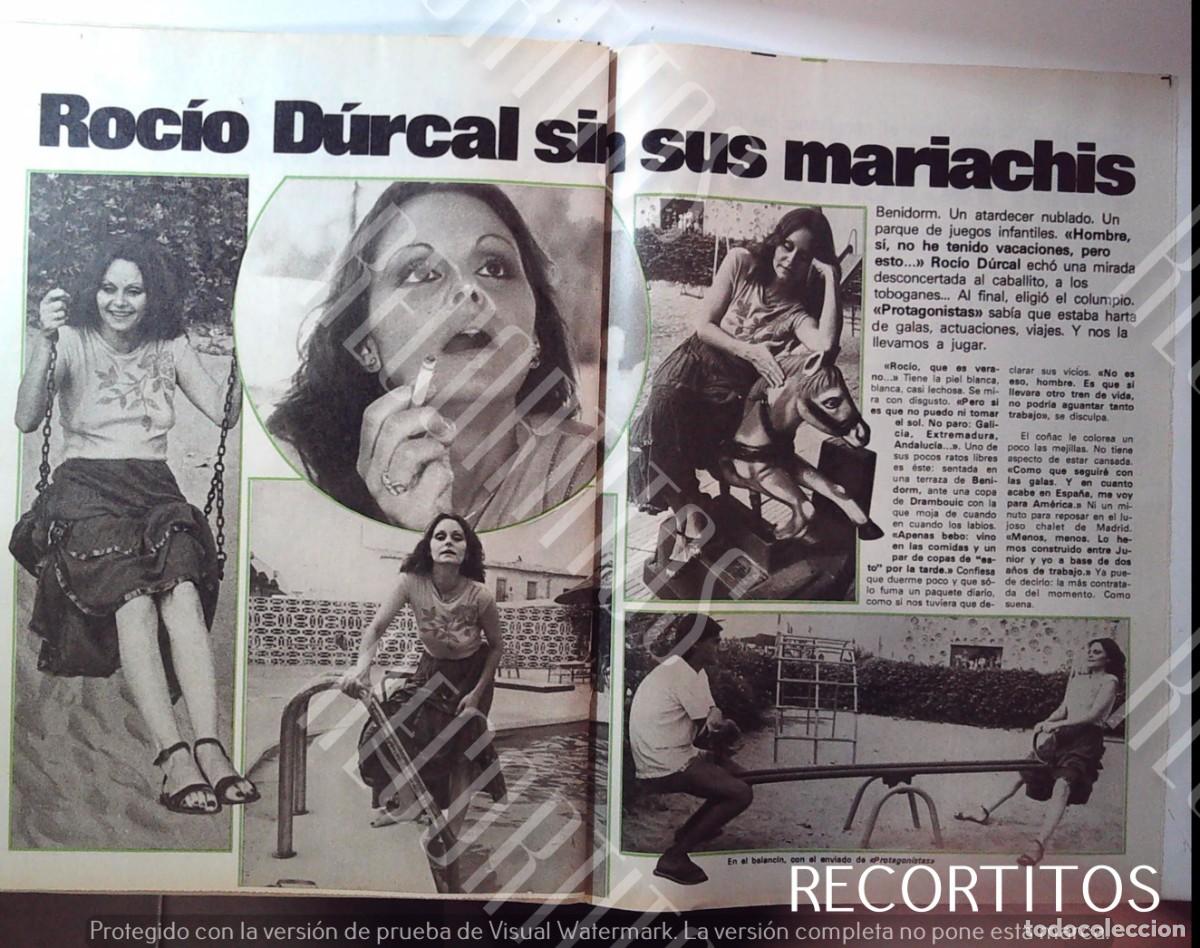 Rocío Dúrcal sin sus mariachis
Benidorm. Un atardecer nublado. Un
parque de juegos infantiles. «Hombre,
sí, no he tenido vacaciones, pero
esto...» Rocío Dúrcal echó una mirada
desconcertada al caballito, a los
toboganes... Al final, eligió el columpio.
«Protagonistas» sabía que estaba harta
de galas, actuaciones, viajes. Y nos la
llevamos a jugar.
«Rocío, que es vera-
no...» Tiene la piel blanca,
blanca, casi lechosa. Se mi-
ra con disgusto. «Pero si
es que no puedo ni tomar
el sol. No paro: Gali-
cia, Extremadura,
Andalucía...». Uno de
sus pocos ratos libres
es éste: sentada en
una terraza de Beni-
dorm, ante una copa
de Drambouic con la
que moja de cuando
en cuando los labios.
«Apenas bebo: vino
en las comidas y un
par de copas de "es-
to" por la tarde.» Confiesa
que duerme poco y que só-
lo fuma un paquete diario,
como si nos tuviera que de-
clarar sus vicios. «No es
eso, hombre. Es que si
llevara otro tren de vida,
no podría aguantar tanto
trabajo», se disculpa.
El coñac le colorea un
poco las mejillas. No tiene
aspecto de estar cansada.
«Como que seguiré con
las galas. Y en cuanto
acabe en España, me voy
para América.» Ni un mi-
nuto para reposar en el lu-
joso chalet de Madrid.
«Menos, menos. Lo he-
mos construido entre Jú-
nior y yo a base de dos
años de trabajo.» Ya pue-
de decirlo: la más contrata-
da del momento. Como
suena.
En el balancín, con el enviado de «Protagonistas»
RECORTITOS
todocoleccion
Protegido con la versión de prueba de Visual Watermark. La versión completa no pone esta marca.